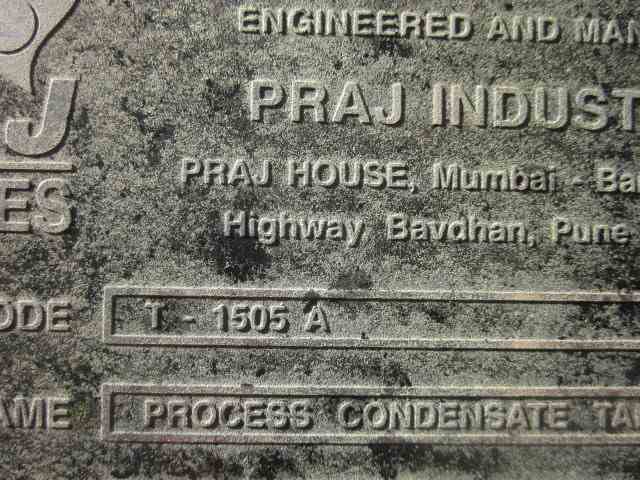 ENGINEERED AND MAN
PRAJ INDUST
J
ES
PRAJ HOUSE, Mumbai - Ba
Highway, Bavdhan, Pune
ODE T - 1505 A
AME PROCESS CONDENSATE TA